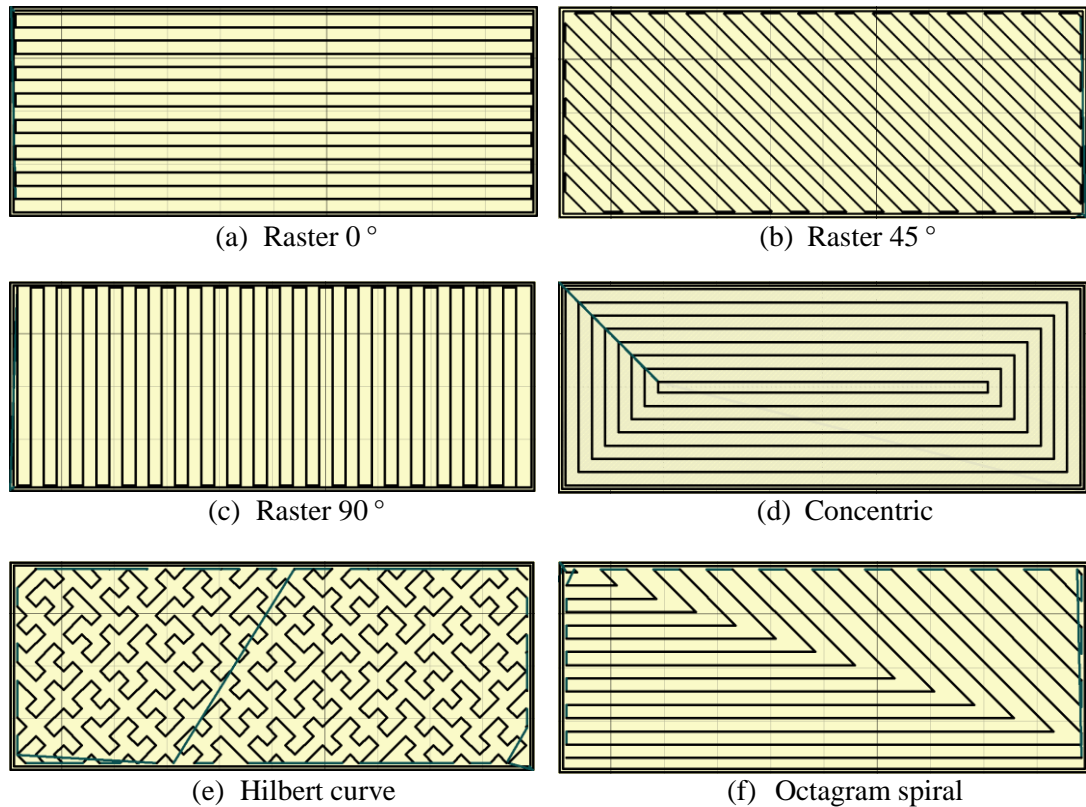 (a) Raster 0 °
(b) Raster 45 °
(c) Raster 90 °
(d) Concentric
(e) Hilbert curve
(f) Octagram spiral